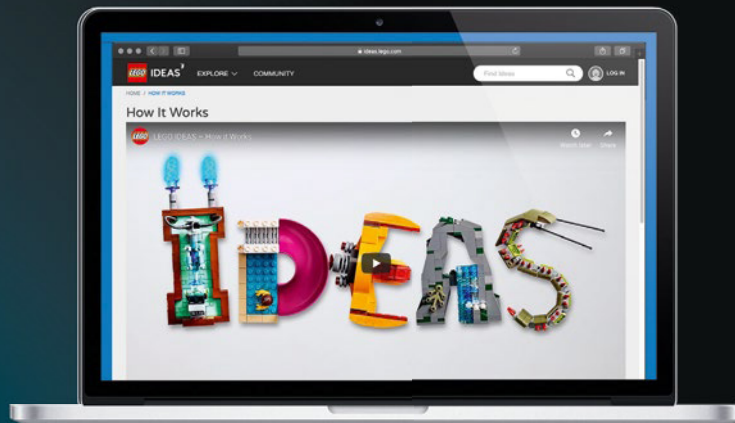 ideas.lego.com
LEGO IDEAS EXPLORE COMMUNITY Find Ideas LOG IN
HOME / HOW IT WORKS
How It Works
LEGO LEGO IDEAS – How it Works
Watch later Share
IDEAS